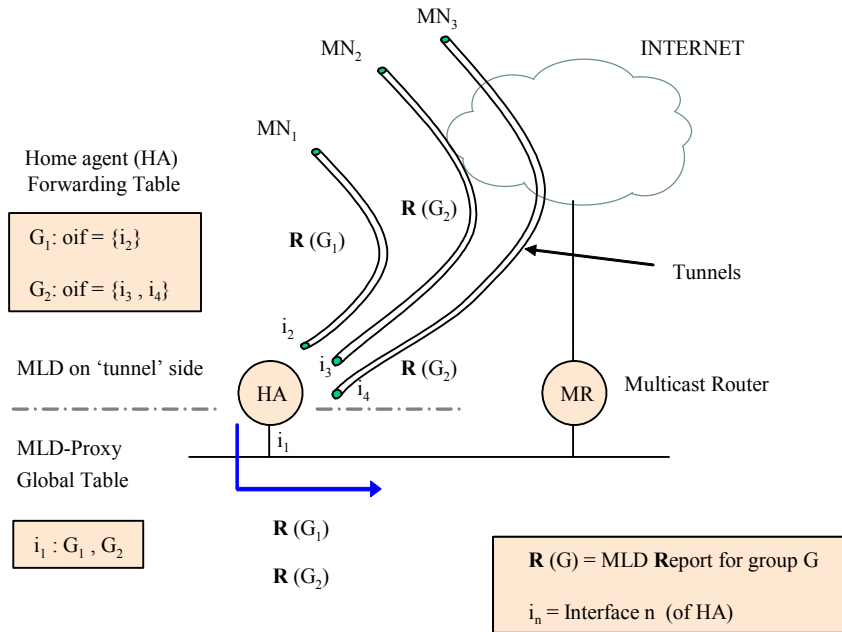 MN₃
MN₂
INTERNET
MN₁
Home agent (HA)
Forwarding Table
G₁: oif = {i₂}
G₂: oif = {i₃ , i₄}
R (G₁)
R (G₂)
Tunnels
i₂
i₃
i₄
R (G₂)
MLD on ‘tunnel’ side
HA
MR
Multicast Router
i₁
MLD-Proxy
Global Table
i₁ : G₁ , G₂
R (G₁)
R (G₂)
R (G) = MLD Report for group G
iₙ = Interface n (of HA)